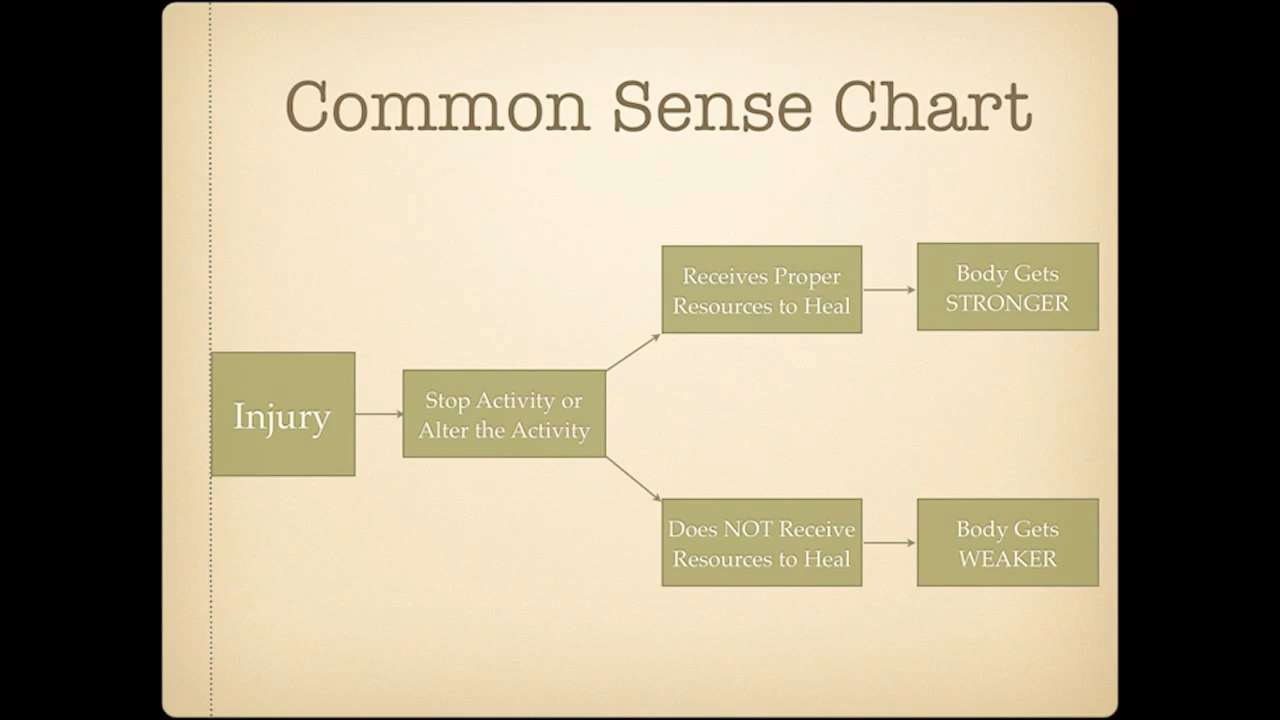 Common Sense Chart
Injury
Stop Activity or
Alter the Activity
Receives Proper
Resources to Heal
Body Gets
STRONGER
Does NOT Receive
Resources to Heal
Body Gets
WEAKER